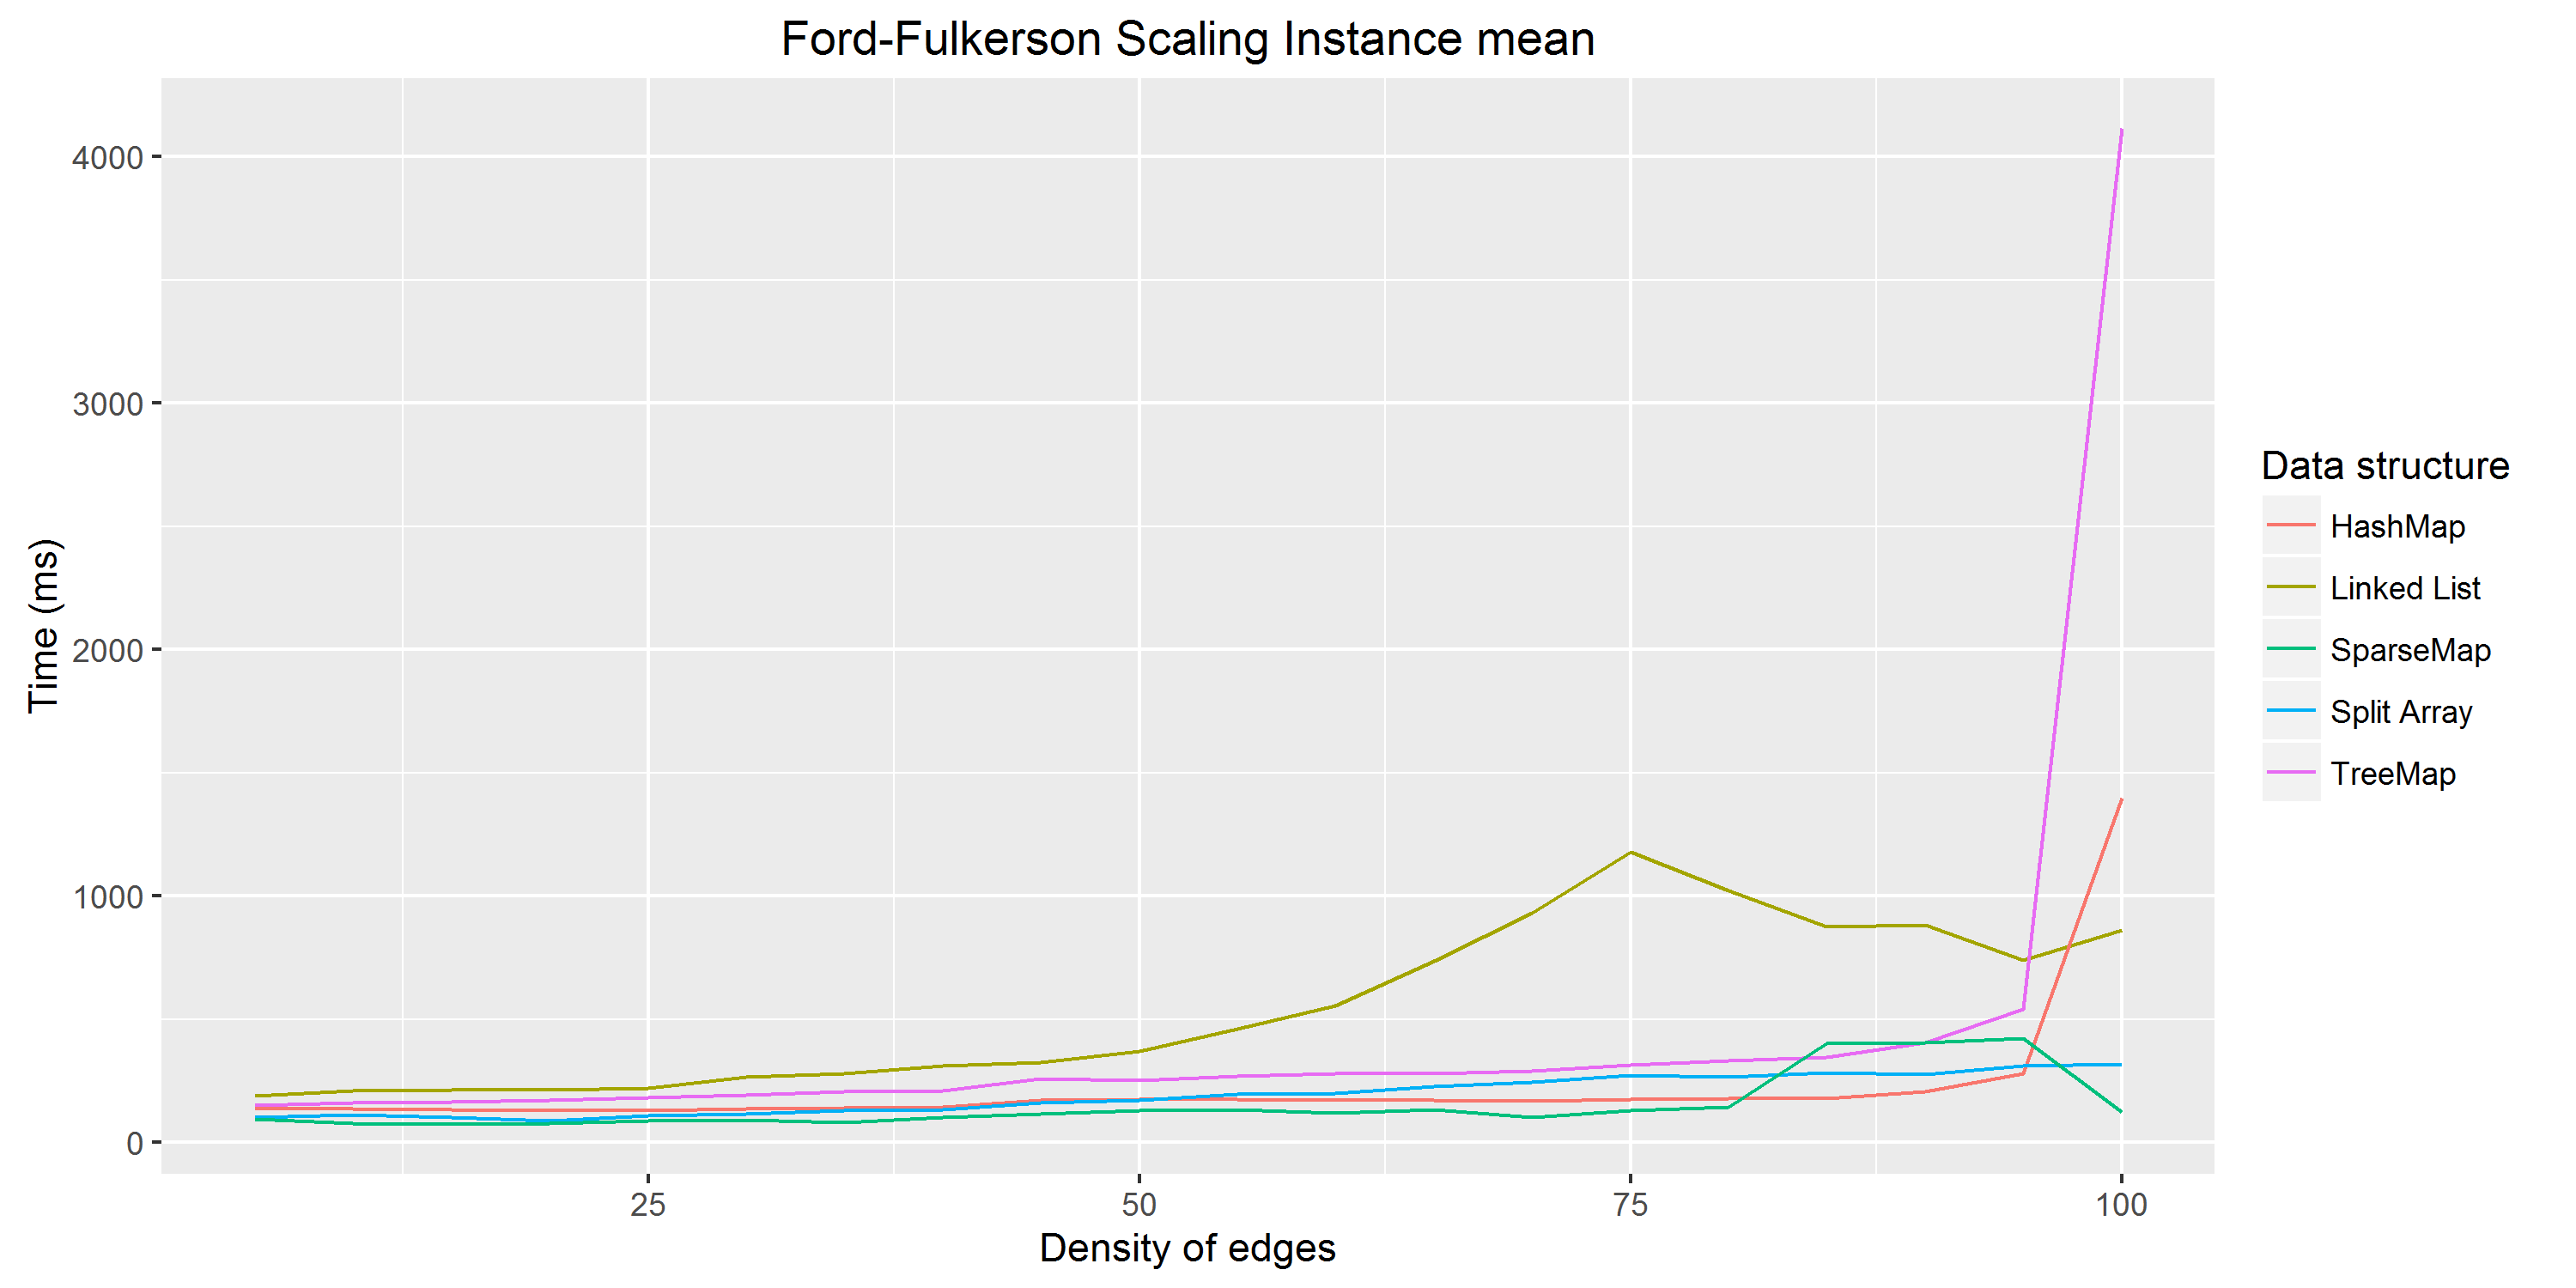 Ford-Fulkerson Scaling Instance mean
4000
3000
2000
1000
0
Time (ms)
25
50
75
100
Density of edges
Data structure
HashMap
Linked List
SparseMap
Split Array
TreeMap